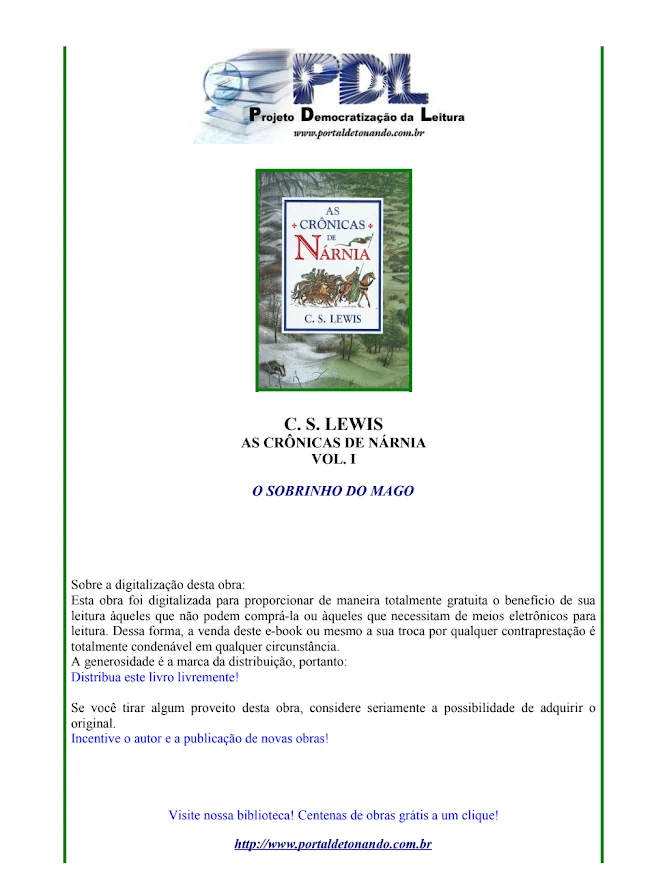 PDL
Projeto Democratização da Leitura
www.portaldetonando.com.br
AS
CRÔNICAS
DE
NÁRNIA
C. S. LEWIS
C. S. LEWIS
AS CRÔNICAS DE NÁRNIA
VOL. I
O SOBRINHO DO MAGO
Sobre a digitalização desta obra:
Esta obra foi digitalizada para proporcionar de maneira totalmente gratuita o benefício de sua
leitura àqueles que não podem comprá-la ou àqueles que necessitam de meios eletrônicos para
leitura. Dessa forma, a venda deste e-book ou mesmo a sua troca por qualquer contraprestação é
totalmente condenável em qualquer circunstância.
A generosidade é a marca da distribuição, portanto:
Distribua este livro livremente!
Se você tirar algum proveito desta obra, considere seriamente a possibilidade de adquirir o
original.
Incentive o autor e a publicação de novas obras!
Visite nossa biblioteca! Centenas de obras grátis a um clique!
http://www.portaldetonando.com.br